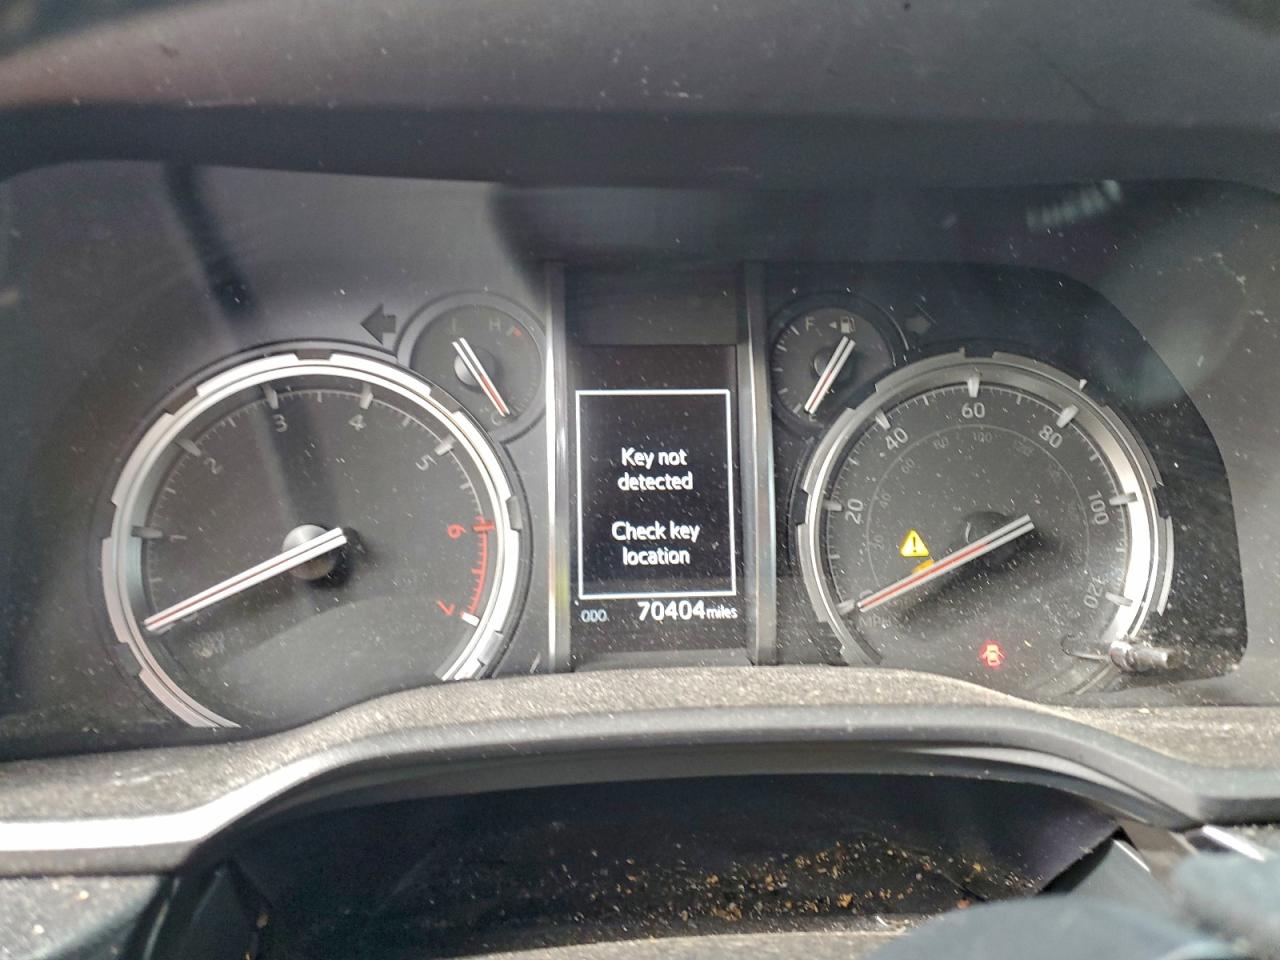 H
C
F
E
1
2
3
4
5
6
7
20
40
60
80
100
120
MPH
Key not
detected
Check key
location
ODO 70404 miles